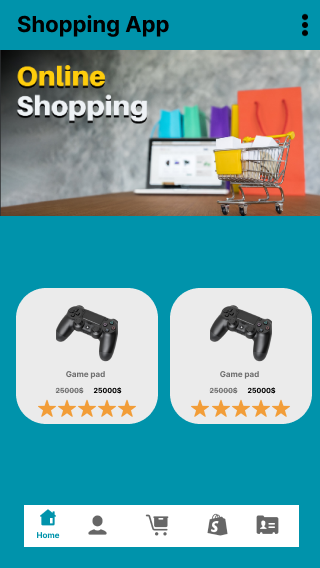 Shopping App
Online
Shopping
Game pad
25000$ 25000$
Game pad
25000$ 25000$
Home